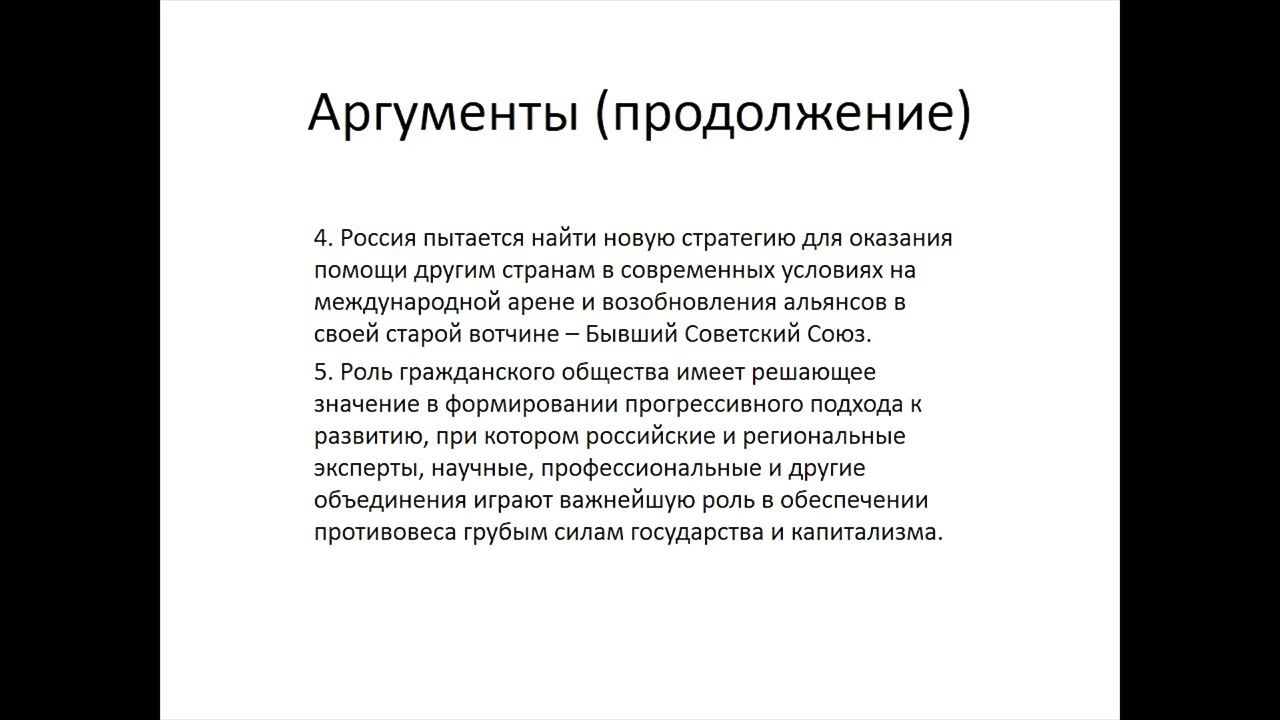 Аргументы (продолжение)
4. Россия пытается найти новую стратегию для оказания
помощи другим странам в современных условиях на
международной арене и возобновления альянсов в
своей старой вотчине – Бывший Советский Союз.
5. Роль гражданского общества имеет решающее
значение в формировании прогрессивного подхода к
развитию, при котором российские и региональные
эксперты, научные, профессиональные и другие
объединения играют важнейшую роль в обеспечении
противовеса грубым силам государства и капитализма.